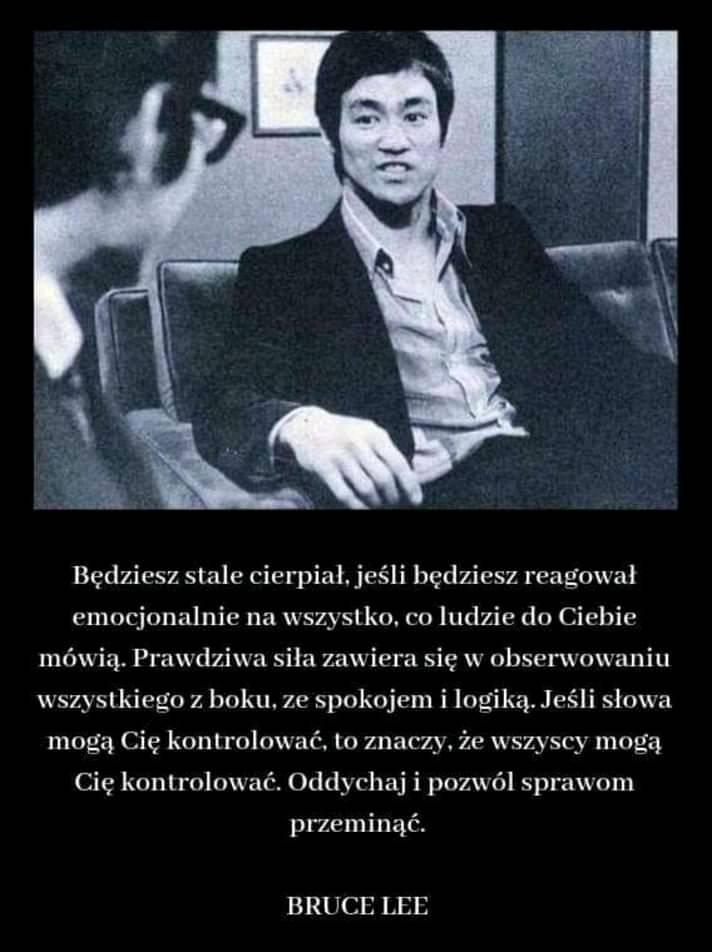 Będziesz stale cierpiał, jeśli będziesz reagował
emocjonalnie na wszystko, co ludzie do Ciebie
mówią. Prawdziwa siła zawiera się w obserwowaniu
wszystkiego z boku, ze spokojem i logiką. Jeśli słowa
mogą Cię kontrolować, to znaczy, że wszyscy mogą
Cię kontrolować. Oddychaj i pozwól sprawom
przeminąć.
BRUCE LEE